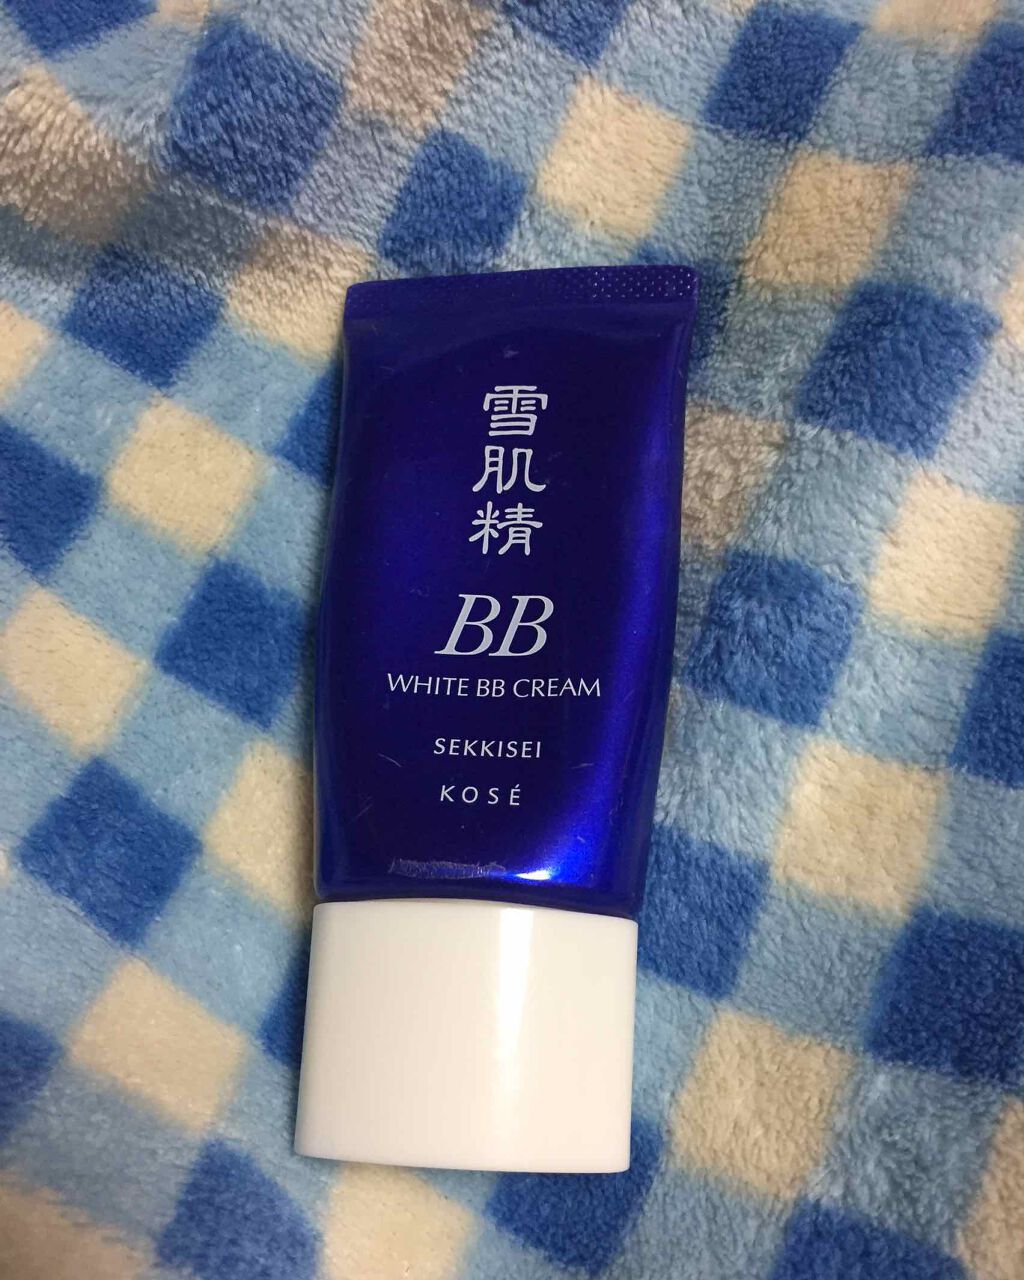 雪肌精
BB
WHITE BB CREAM
SEKKISEI
KOSÉ